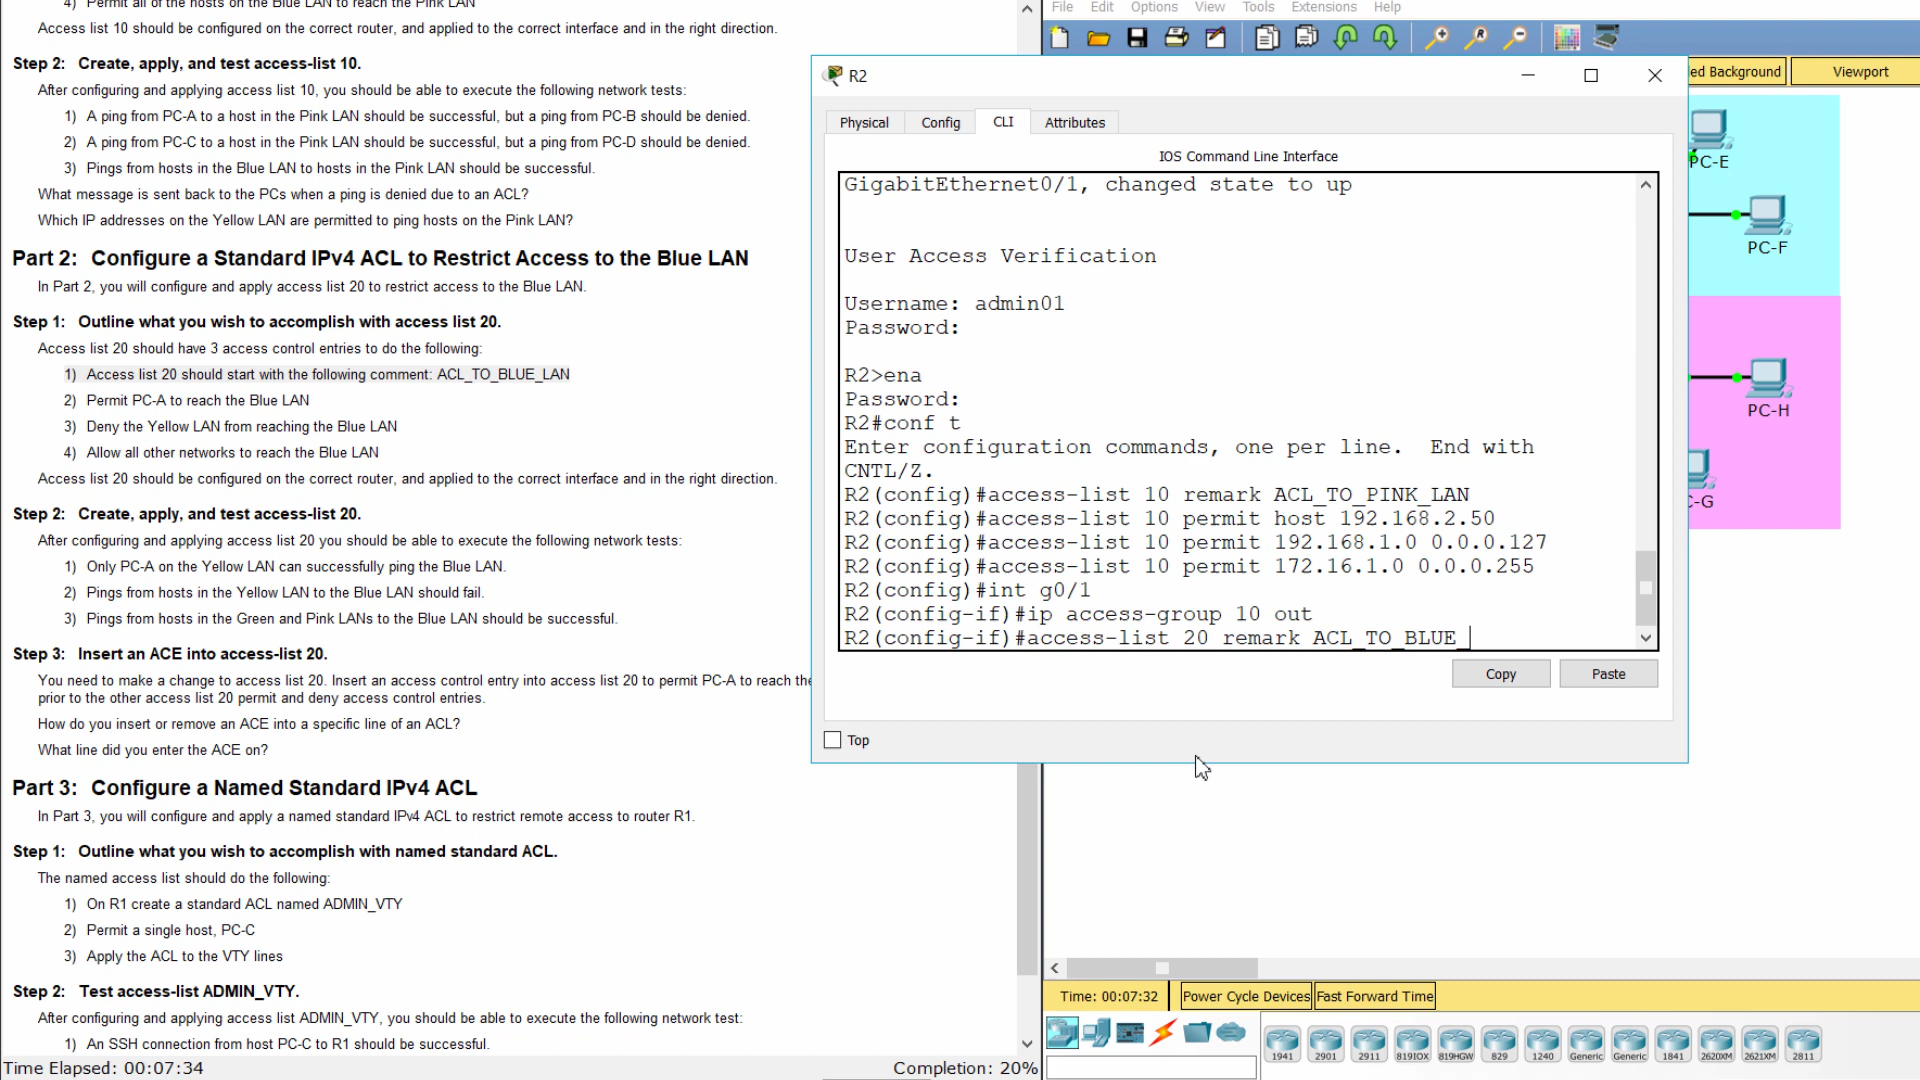 4) Permit all of the hosts on the Blue LAN to reach the Pink LAN
Access list 10 should be configured on the correct router, and applied to the correct interface and in the right direction.
Step 2: Create, apply, and test access-list 10.
After configuring and applying access list 10, you should be able to execute the following network tests:
1) A ping from PC-A to a host in the Pink LAN should be successful, but a ping from PC-B should be denied.
2) A ping from PC-C to a host in the Pink LAN should be successful, but a ping from PC-D should be denied.
3) Pings from hosts in the Blue LAN to hosts in the Pink LAN should be successful.
What message is sent back to the PCs when a ping is denied due to an ACL?
Which IP addresses on the Yellow LAN are permitted to ping hosts on the Pink LAN?
Part 2: Configure a Standard IPv4 ACL to Restrict Access to the Blue LAN
In Part 2, you will configure and apply access list 20 to restrict access to the Blue LAN.
Step 1: Outline what you wish to accomplish with access list 20.
Access list 20 should have 3 access control entries to do the following:
1) Access list 20 should start with the following comment: ACL_TO_BLUE_LAN
2) Permit PC-A to reach the Blue LAN
3) Deny the Yellow LAN from reaching the Blue LAN
4) Allow all other networks to reach the Blue LAN
Access list 20 should be configured on the correct router, and applied to the correct interface and in the right direction.
Step 2: Create, apply, and test access-list 20.
After configuring and applying access list 20 you should be able to execute the following network tests:
1) Only PC-A on the Yellow LAN can successfully ping the Blue LAN.
2) Pings from hosts in the Yellow LAN to the Blue LAN should fail.
3) Pings from hosts in the Green and Pink LANs to the Blue LAN should be successful.
Step 3: Insert an ACE into access-list 20.
You need to make a change to access list 20. Insert an access control entry into access list 20 to permit PC-A to reach the
prior to the other access list 20 permit and deny access control entries.
How do you insert or remove an ACE into a specific line of an ACL?
What line did you enter the ACE on?
Part 3: Configure a Named Standard IPv4 ACL
In Part 3, you will configure and apply a named standard IPv4 ACL to restrict remote access to router R1.
Step 1: Outline what you wish to accomplish with named standard ACL.
The named access list should do the following:
1) On R1 create a standard ACL named ADMIN_VTY
2) Permit a single host, PC-C
3) Apply the ACL to the VTY lines
Step 2: Test access-list ADMIN_VTY.
After configuring and applying access list ADMIN_VTY, you should be able to execute the following network test:
1) An SSH connection from host PC-C to R1 should be successful.
Time Elapsed: 00:07:34
Completion: 20%
File Edit Options View Tools Extensions Help
ed Background
Viewport
R2
Physical Config CLI Attributes
IOS Command Line Interface
GigabitEthernet0/1, changed state to up
User Access Verification
Username: admin01
Password:
R2>ena
Password:
R2#conf t
Enter configuration commands, one per line. End with
CNTL/Z.
R2(config)#access-list 10 remark ACL_TO_PINK_LAN
R2(config)#access-list 10 permit host 192.168.2.50
R2(config)#access-list 10 permit 192.168.1.0 0.0.0.127
R2(config)#access-list 10 permit 172.16.1.0 0.0.0.255
R2(config)#int g0/1
R2(config-if)#ip access-group 10 out
R2(config-if)#access-list 20 remark ACL_TO_BLUE_
Copy
Paste
Top
PC-E
PC-F
PC-H
C-G
Time: 00:07:32
Power Cycle Devices
Fast Forward Time
1941 2901 2911 819IOX 819HGW 829 1240 Generic Generic 1841 2620XM 2621XM 2811